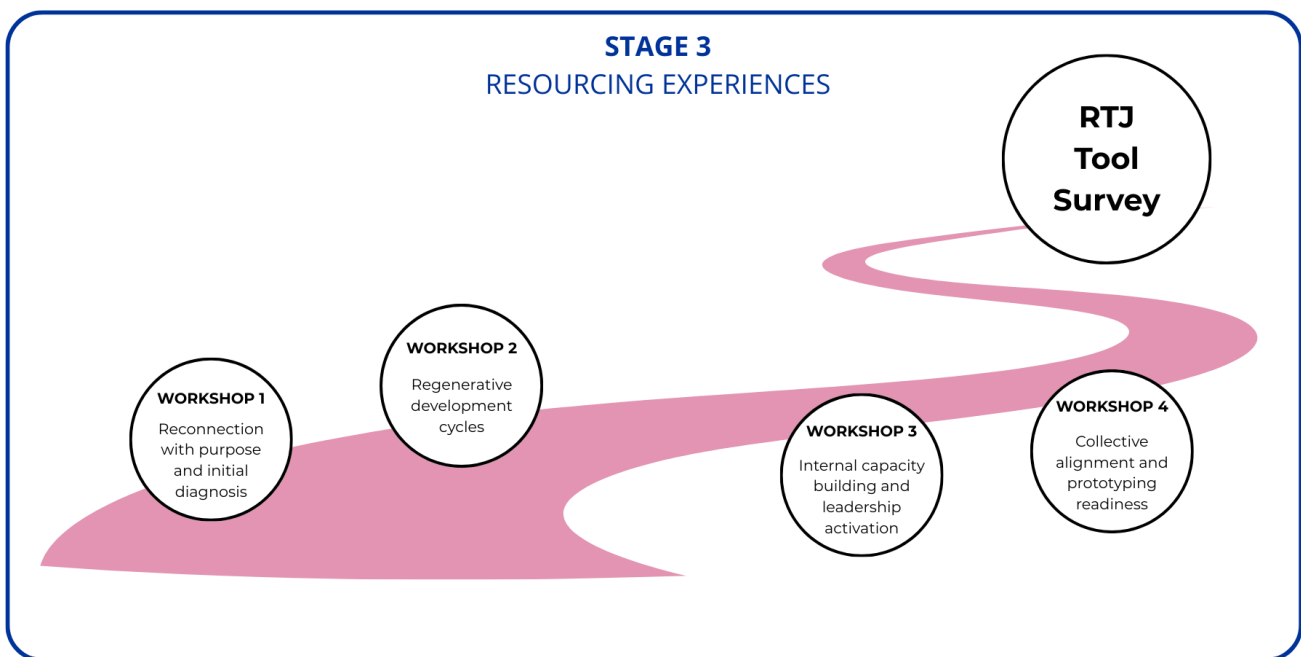 STAGE 3
RESOURCING EXPERIENCES
RTJ
Tool
Survey
WORKSHOP 1
Reconnection
with purpose
and initial
diagnosis
WORKSHOP 2
Regenerative
development
cycles
WORKSHOP 3
Internal capacity
building and
leadership
activation
WORKSHOP 4
Collective
alignment and
prototyping
readiness